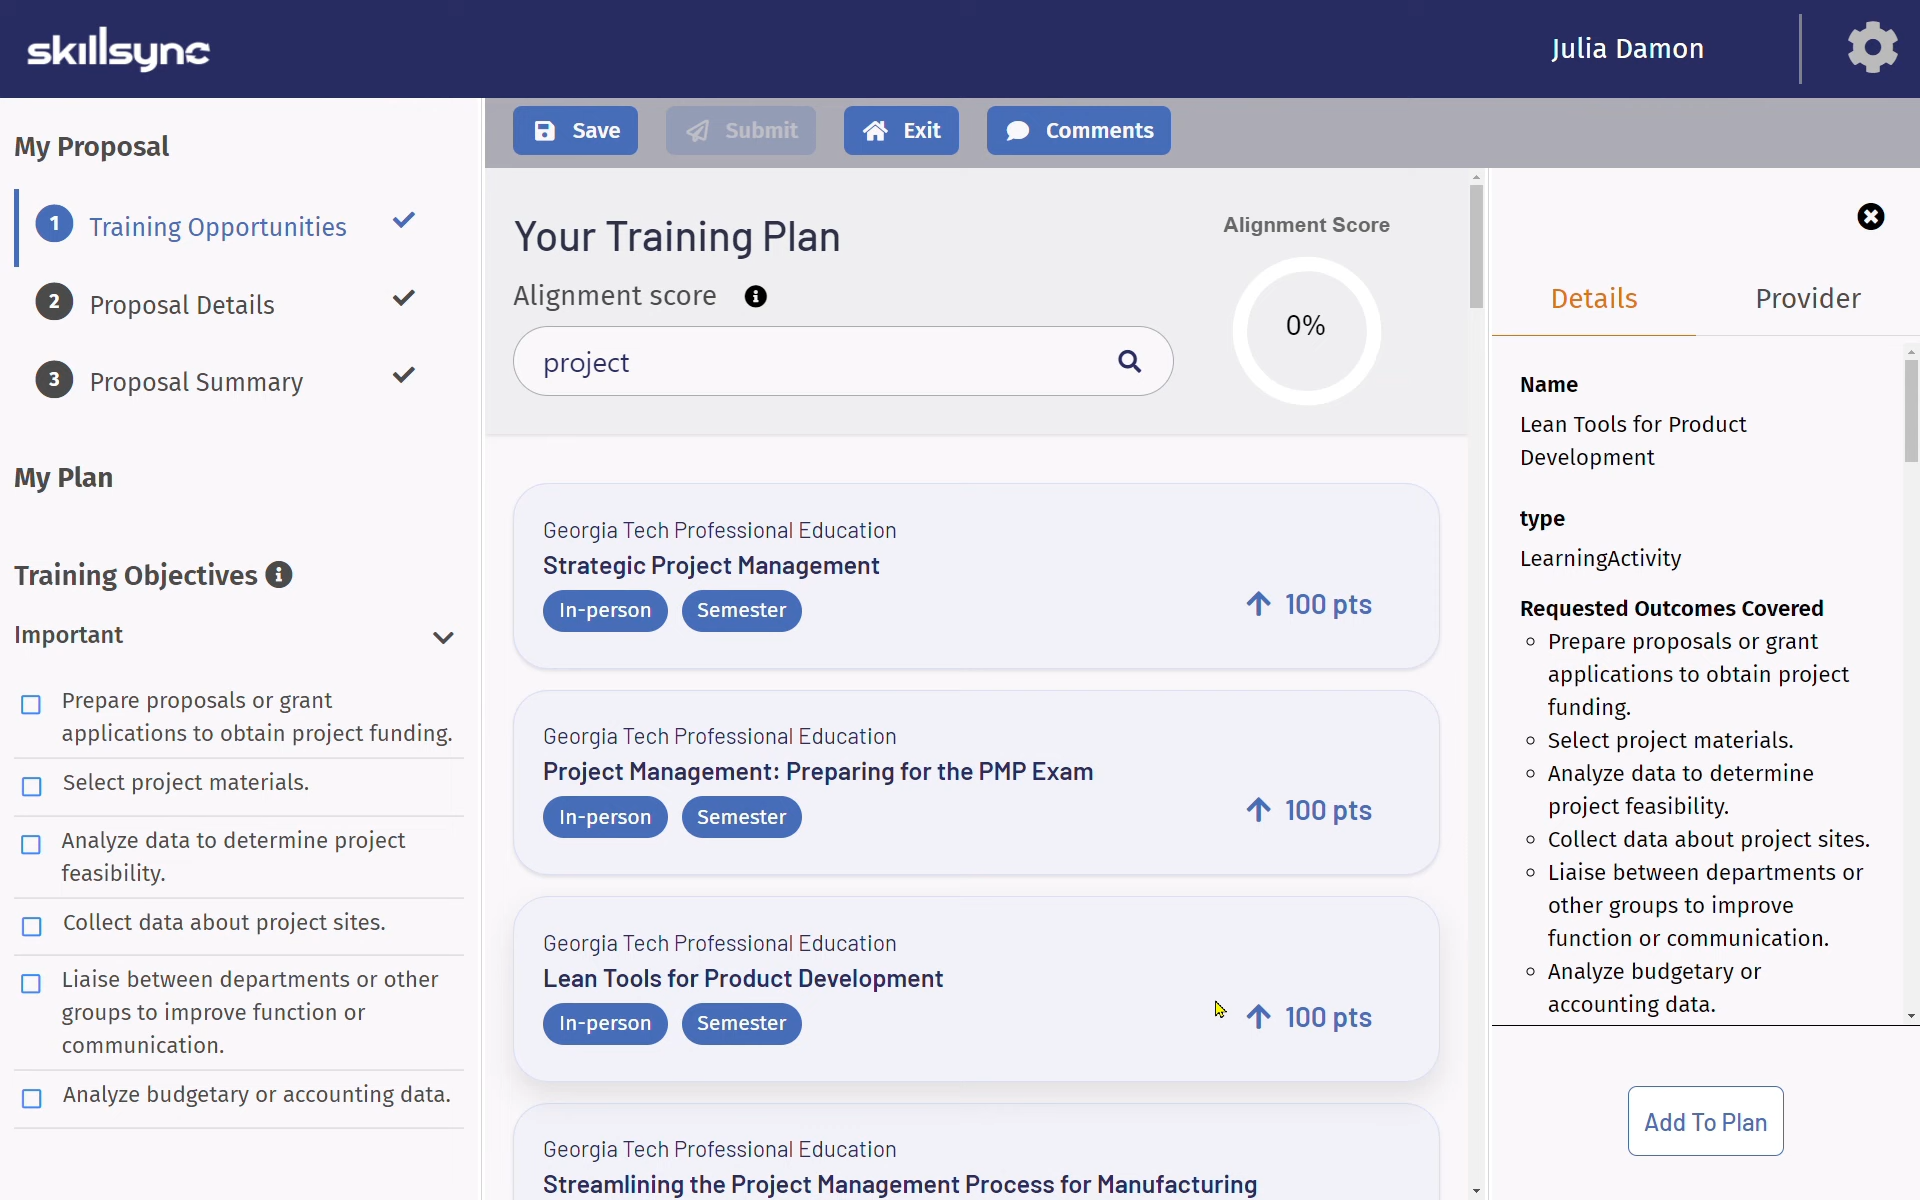 skillsync
Julia Damon
My Proposal
1 Training Opportunities
2 Proposal Details
3 Proposal Summary
My Plan
Training Objectives
Important
Prepare proposals or grant
applications to obtain project funding.
Select project materials.
Analyze data to determine project
feasibility.
Collect data about project sites.
Liaise between departments or other
groups to improve function or
communication.
Analyze budgetary or accounting data.
Save Submit Exit Comments
Your Training Plan
Alignment score
project
Alignment Score
0%
Georgia Tech Professional Education
Strategic Project Management
In-person Semester
100 pts
Georgia Tech Professional Education
Project Management: Preparing for the PMP Exam
In-person Semester
100 pts
Georgia Tech Professional Education
Lean Tools for Product Development
In-person Semester
100 pts
Georgia Tech Professional Education
Streamlining the Project Management Process for Manufacturing
Details Provider
Name
Lean Tools for Product
Development
type
LearningActivity
Requested Outcomes Covered
Prepare proposals or grant
applications to obtain project
funding.
Select project materials.
Analyze data to determine
project feasibility.
Collect data about project sites.
Liaise between departments or
other groups to improve
function or communication.
Analyze budgetary or
accounting data.
Add To Plan